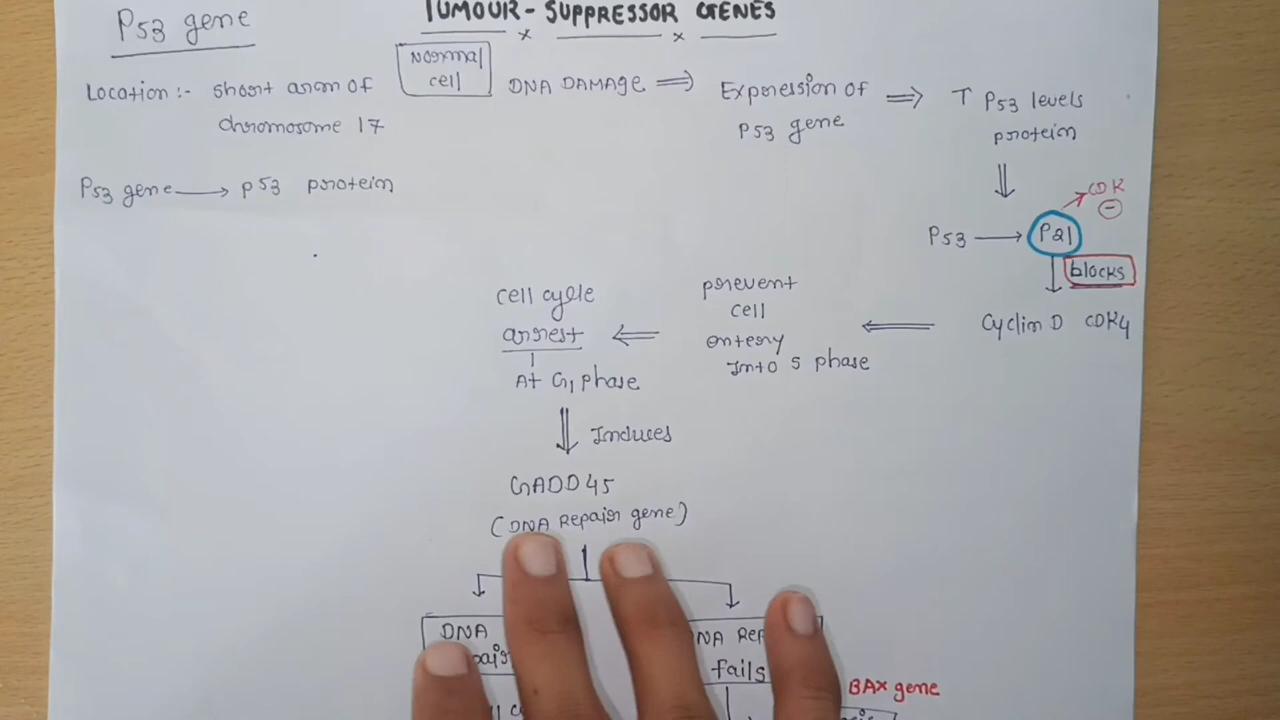 P53 gene
TUMOUR-SUPPRESSOR GENES
Location:- short arm of
chromosome 17
P53 gene → p53 protein
Normal
cell
DNA DAMAGE ⇒
Expression of
P53 gene
⇒ ↑ P53 levels
protein
⇓
CDK
⊖
P53 → P21
↓ blocks
Cyclin D CDK4
⇐
prevent
cell
entery
Into S phase
⇐
cell cycle
arrest
At G1 phase
⇓ Induces
GADD45
(DNA Repair gene)
DNA
fails
BAX gene